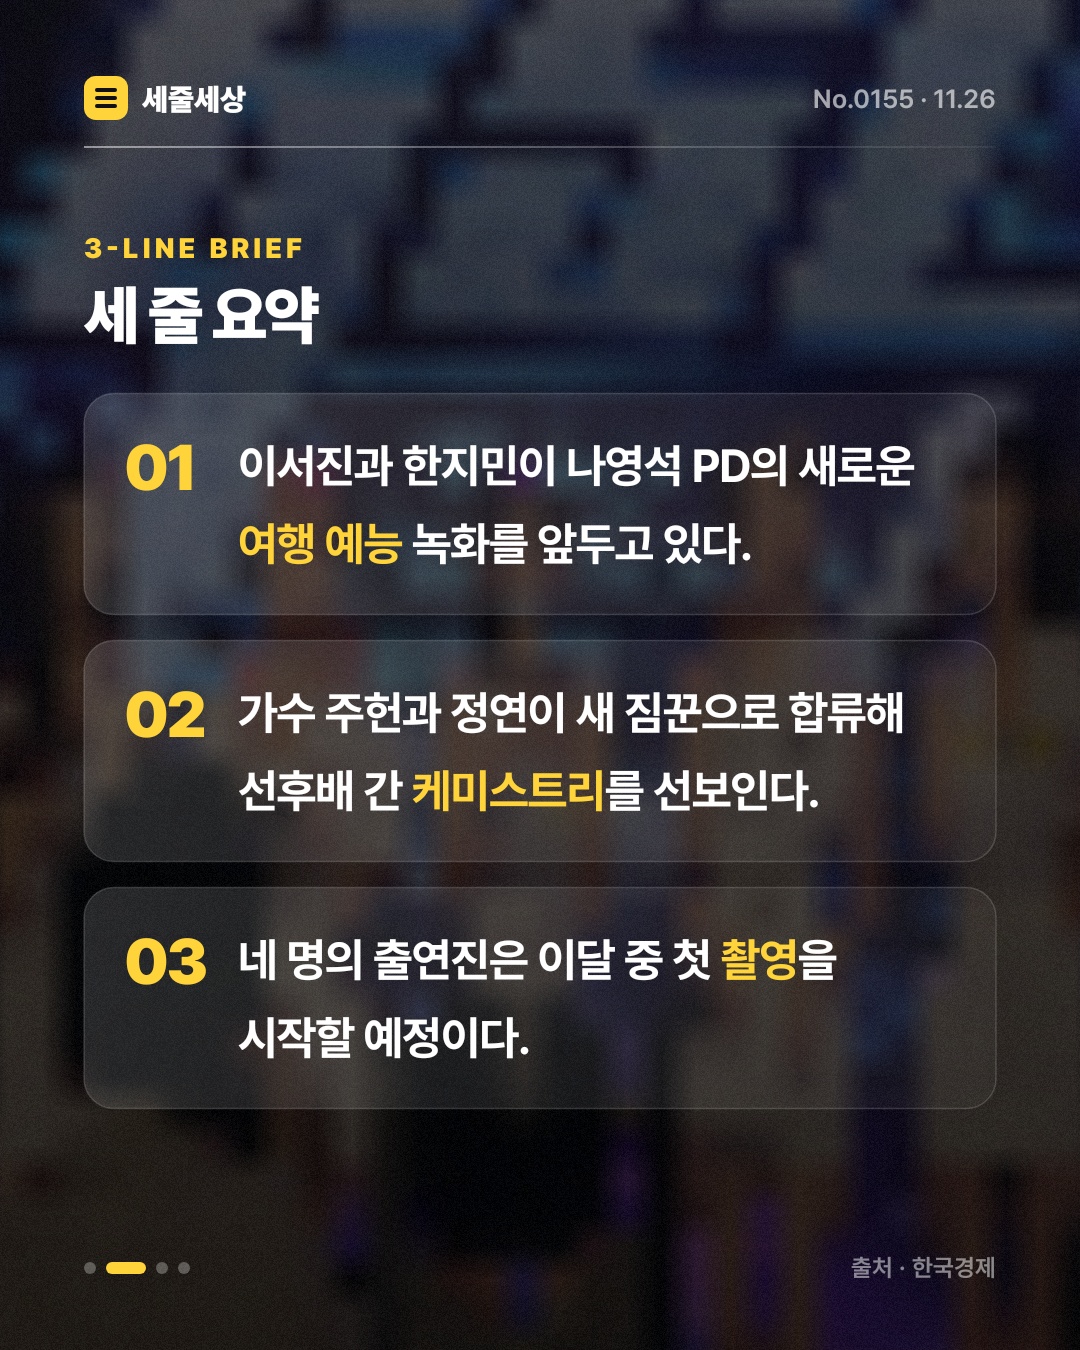 세줄세상
No.0155 · 11.26
3-LINE BRIEF
세 줄 요약
01 이서진과 한지민이 나영석 PD의 새로운
여행 예능 녹화를 앞두고 있다.
02 가수 주헌과 정연이 새 짐꾼으로 합류해
선후배 간 케미스트리를 선보인다.
03 네 명의 출연진은 이달 중 첫 촬영을
시작할 예정이다.
출처 · 한국경제